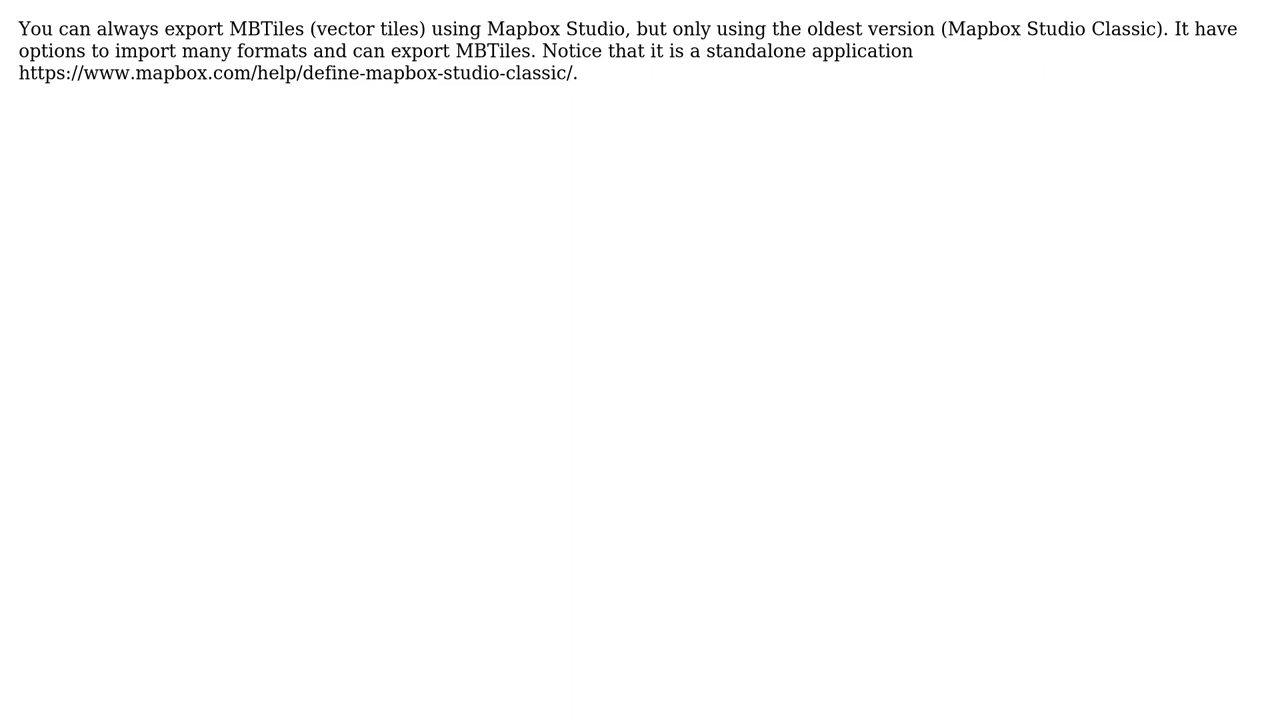 You can always export MBTiles (vector tiles) using Mapbox Studio, but only using the oldest version (Mapbox Studio Classic). It have
options to import many formats and can export MBTiles. Notice that it is a standalone application
https://www.mapbox.com/help/define-mapbox-studio-classic/.